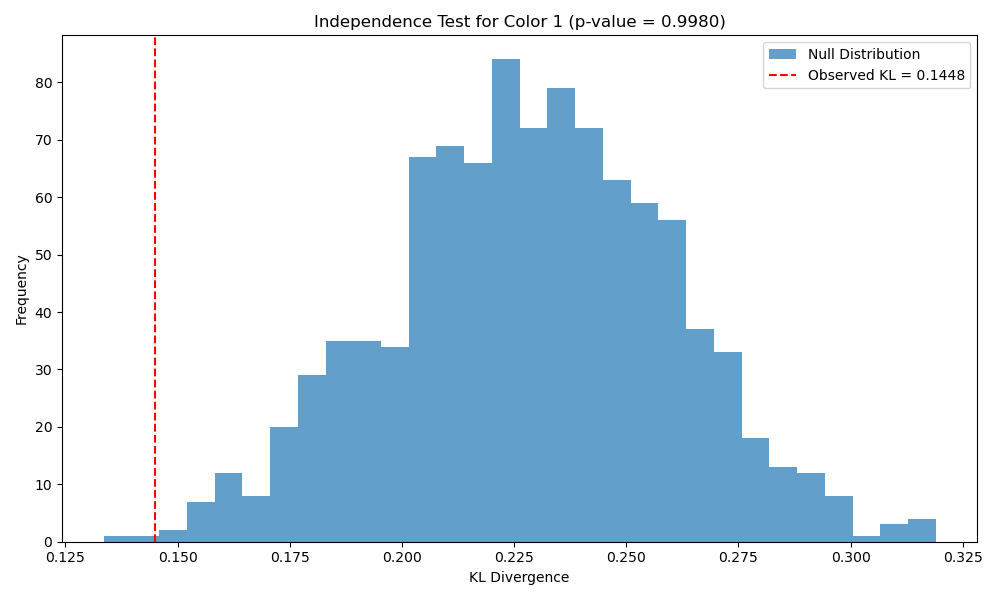 Independence Test for Color 1 (p-value = 0.9980)
Null Distribution
Observed KL = 0.1448
Frequency
80
70
60
50
40
30
20
10
0
0.125 0.150 0.175 0.200 0.225 0.250 0.275 0.300 0.325
KL Divergence